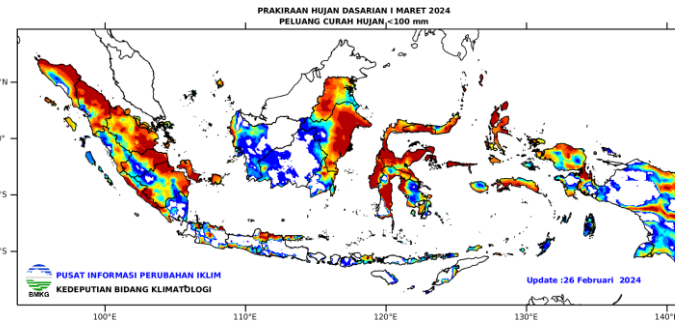 PRAKIRAAN HUJAN DASARIAN I MARET 2024
PELUANG CURAH HUJAN <100 mm
°N
°
°S
°S
PUSAT INFORMASI PERUBAHAN IKLIM
KEDEPUTIAN BIDANG KLIMATOLOGI
BMKG
Update :26 Februari 2024
100°E
110°E
120°E
130°E
140°